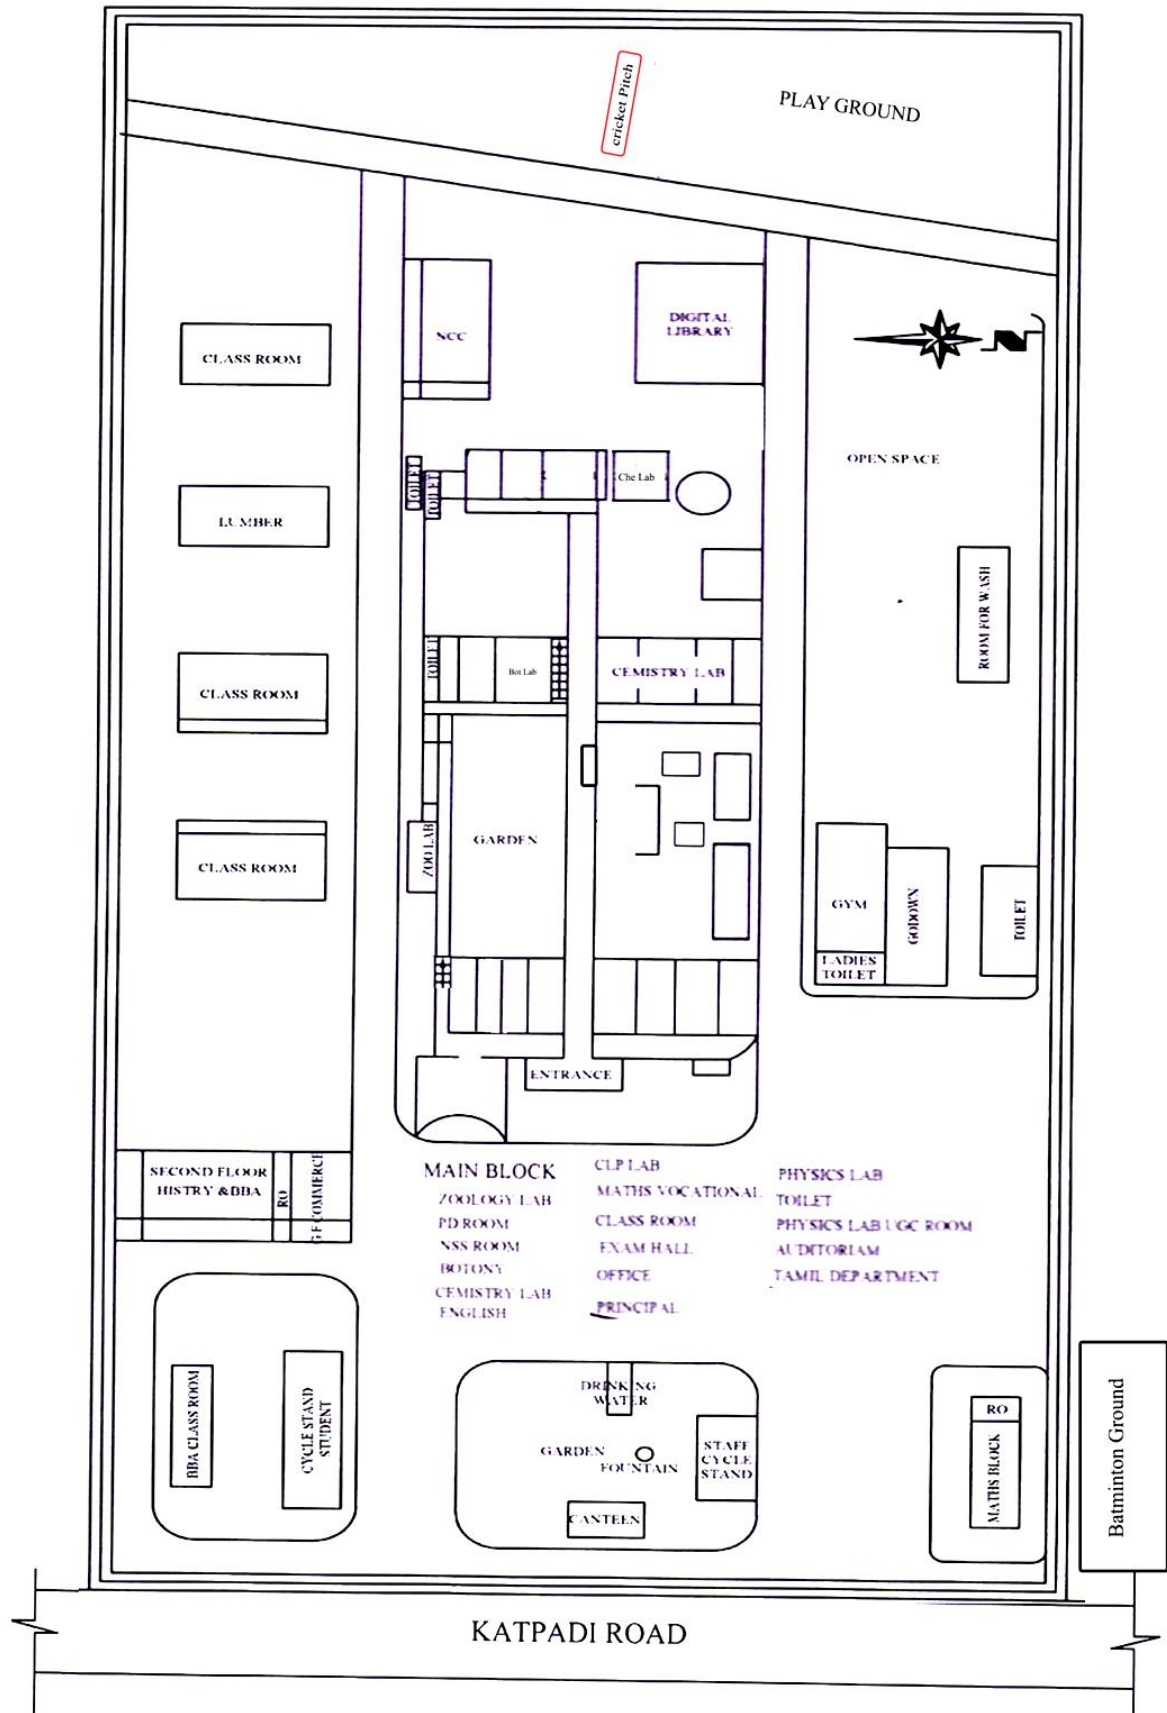 cricket Pitch
PLAY GROUND
NCC
DIGITAL
LIBRARY
CLASS ROOM
N
OPEN SPACE
TOILET
TOILET
Che Lab
LUMBER
ROOM FOR WASH
TOILET
Bot Lab
CEMISTRY LAB
CLASS ROOM
ZOO LAB
GARDEN
CLASS ROOM
GYM
GODOWN
TOILET
LADIES
TOILET
ENTRANCE
SECOND FLOOR
HISTRY &BBA
RO
G F COMMERCE
MAIN BLOCK
ZOOLOGY LAB
PD ROOM
NSS ROOM
BOTONY
CEMISTRY LAB
ENGLISH
CLP LAB
MATHS VOCATIONAL
CLASS ROOM
EXAM HALL
OFFICE
PRINCIPAL
PHYSICS LAB
TOILET
PHYSICS LAB UGC ROOM
AUDITORIAM
TAMIL DEPARTMENT
BBA CLASS ROOM
CYCLE STAND
STUDENT
DRINKING
WATER
GARDEN
FOUNTAIN
STAFF
CYCLE
STAND
CANTEEN
RO
MATHS BLOCK
Batminton Ground
KATPADI ROAD